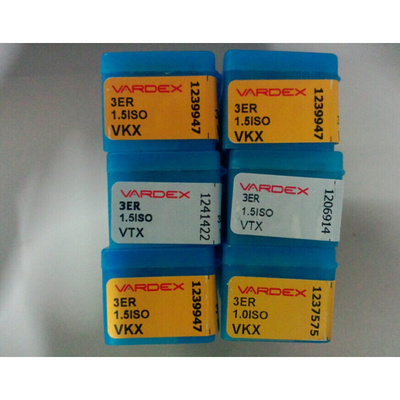 VARDEX
3ER
1.5ISO
VKX
1239947
VARDEX
3ER
1.5ISO
VKX
1239947
VARDEX
3ER
1.5ISO
VTX
1241422
VARDEX
3ER
1.5ISO
VTX
1206914
VARDEX
3ER
1.5ISO
VKX
1239947
VARDEX
3ER
1.0ISO
VKX
1237575